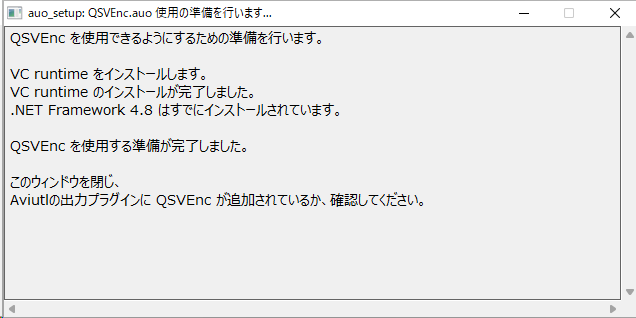 auo_setup: QSVEnc.auo 使用の準備を行います...
QSVEnc を使用できるようにするための準備を行います。
VC runtime をインストールします。
VC runtime のインストールが完了しました。
.NET Framework 4.8 はすでにインストールされています。
QSVEnc を使用する準備が完了しました。
このウィンドウを閉じ、
Aviutlの出力プラグインに QSVEnc が追加されているか、確認してください。